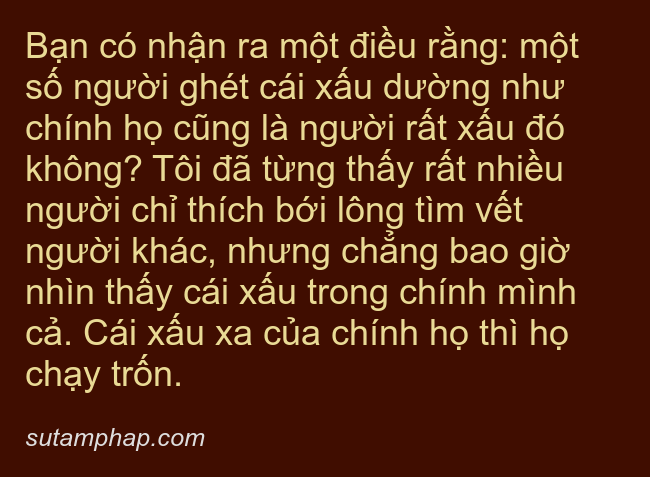 Bạn có nhận ra một điều rằng: một
số người ghét cái xấu dường như
chính họ cũng là người rất xấu đó
không? Tôi đã từng thấy rất nhiều
người chỉ thích bới lông tìm vết
người khác, nhưng chẳng bao giờ
nhìn thấy cái xấu trong chính mình
cả. Cái xấu xa của chính họ thì họ
chạy trốn.
sutamphap.com